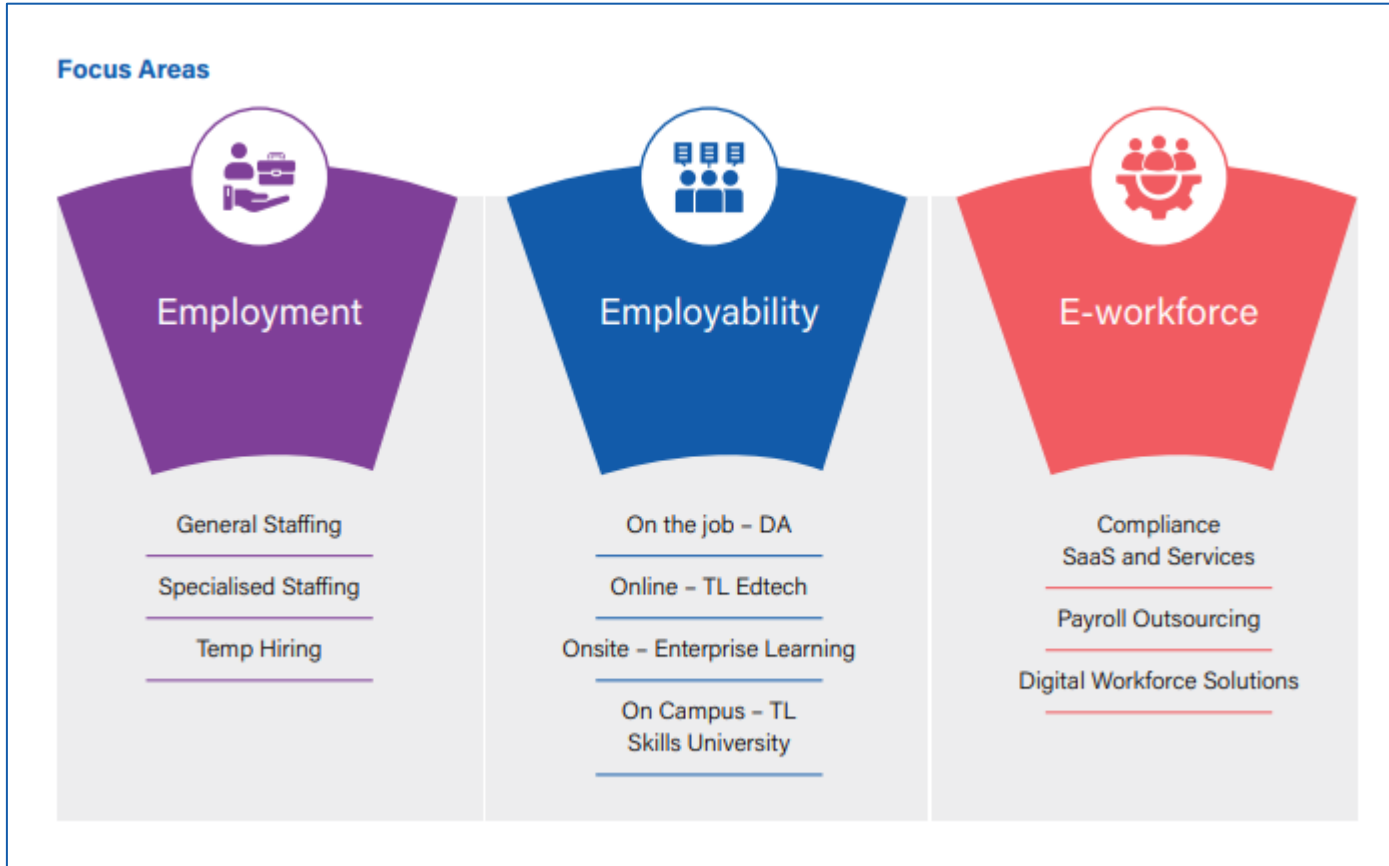 Focus Areas
Employment
General Staffing
Specialised Staffing
Temp Hiring
Employability
On the job – DA
Online – TL Edtech
Onsite – Enterprise Learning
On Campus – TL
Skills University
E-workforce
Compliance
SaaS and Services
Payroll Outsourcing
Digital Workforce Solutions